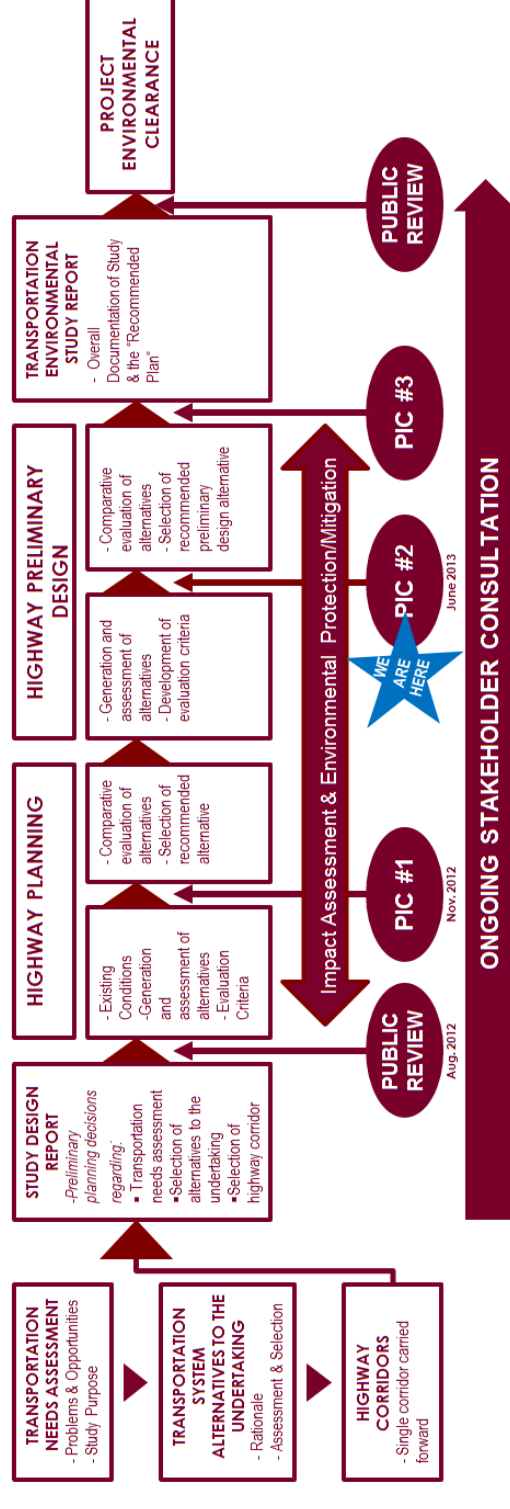 TRANSPORTATION
NEEDS ASSESSMENT
- Problems & Opportunities
- Study Purpose
TRANSPORTATION
SYSTEM
ALTERNATIVES TO THE
UNDERTAKING
- Rationale
- Assessment & Selection
HIGHWAY
CORRIDORS
- Single corridor carried
forward
STUDY DESIGN
REPORT
-Preliminary
planning decisions
regarding:
▪ Transportation
needs assessment
▪Selection of
alternatives to the
undertaking
▪Selection of
highway corridor
HIGHWAY PLANNING
- Existing
Conditions
-Generation
and
assessment of
alternatives
- Evaluation
Criteria
- Comparative
evaluation of
alternatives
- Selection of
recommended
alternative
HIGHWAY PRELIMINARY
DESIGN
- Generation and
assessment of
alternatives
- Development of
evaluation criteria
- Comparative
evaluation of
alternatives
- Selection of
recommended
preliminary
design alternative
TRANSPORTATION
ENVIRONMENTAL
STUDY REPORT
- Overall
Documentation of Study
& the "Recommended
Plan"
PROJECT
ENVIRONMENTAL
CLEARANCE
Impact Assessment & Environmental Protection/Mitigation
PUBLIC
REVIEW
Aug. 2012
PIC #1
Nov. 2012
WE
ARE
HERE
PIC #2
June 2013
PIC #3
PUBLIC
REVIEW
ONGOING STAKEHOLDER CONSULTATION